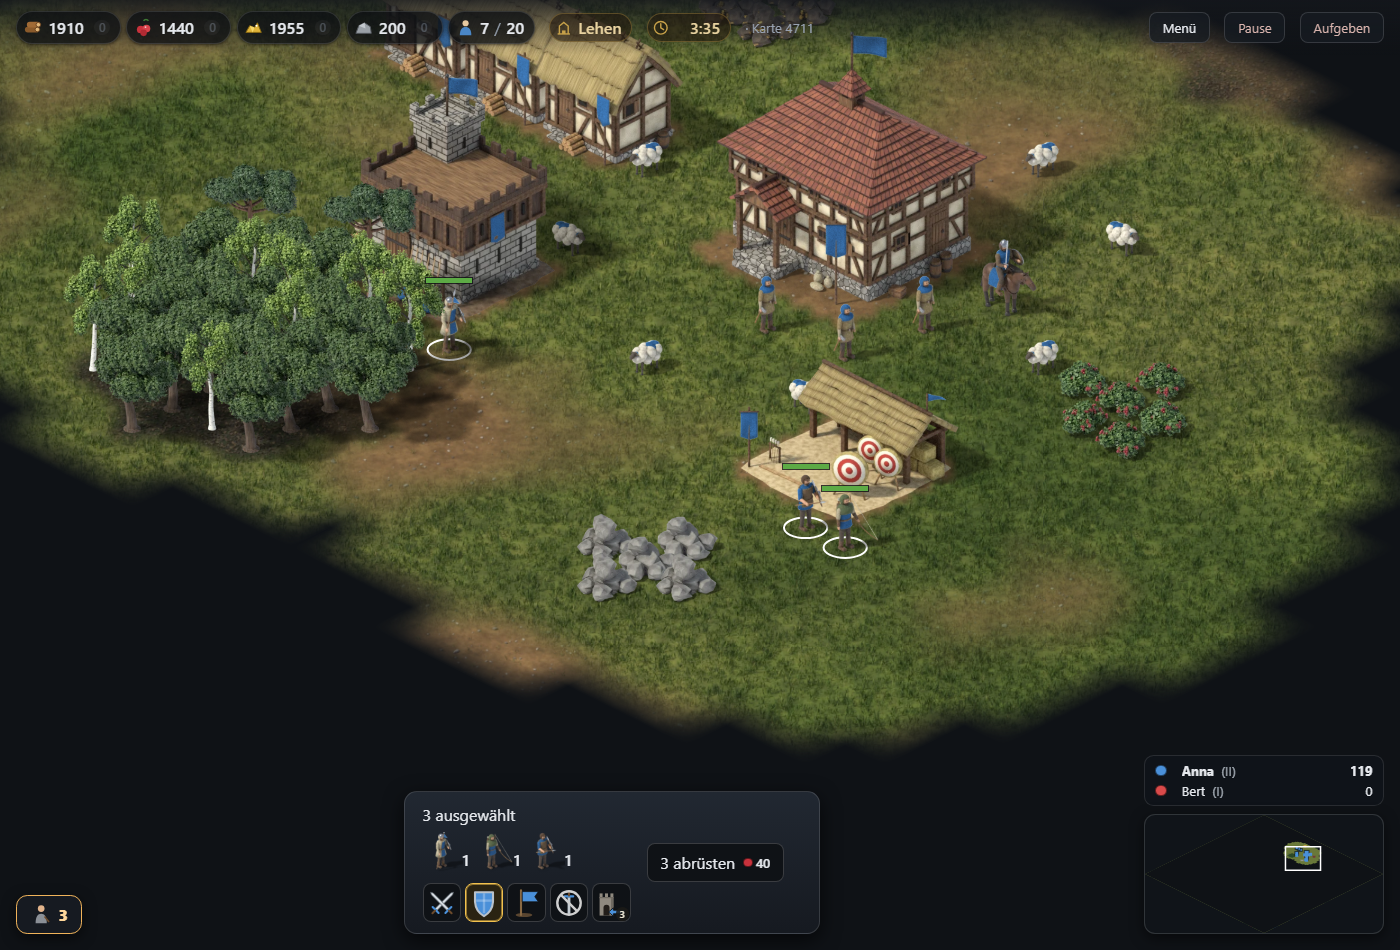 1910 0 1440 0 1955 0 200 0 7 / 20 Lehen 3:35 · Karte 4711 Menü Pause Aufgeben
Anna (II) 119
Bert (I) 0
3 ausgewählt
1 1 1
3 abrüsten 40
3
3